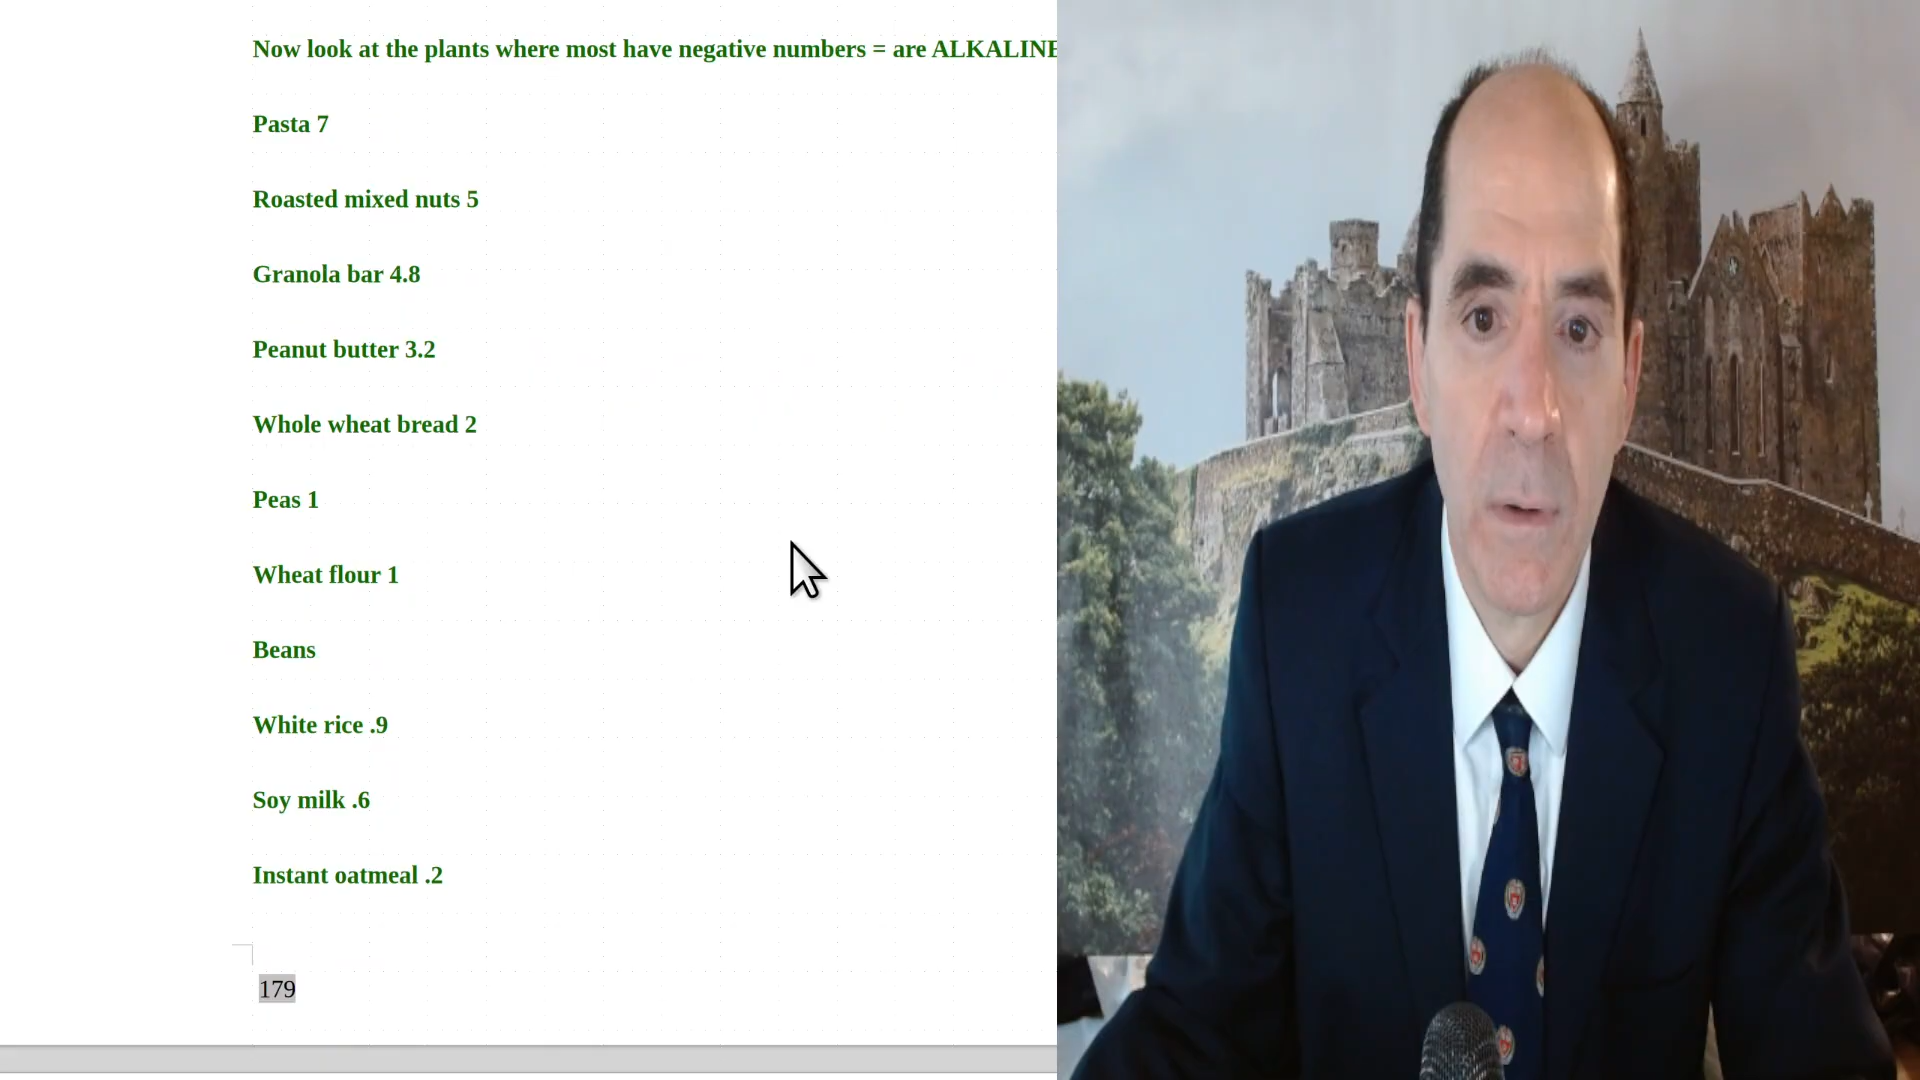 Now look at the plants where most have negative numbers = are ALKALINE
Pasta 7
Roasted mixed nuts 5
Granola bar 4.8
Peanut butter 3.2
Whole wheat bread 2
Peas 1
Wheat flour 1
Beans
White rice .9
Soy milk .6
Instant oatmeal .2
179